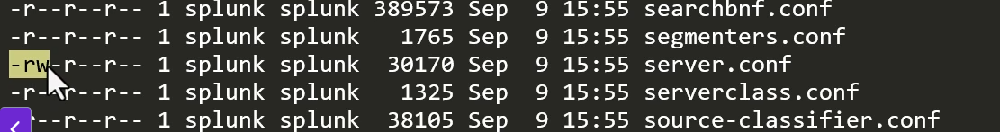 -r--r--r-- 1 splunk splunk 389573 Sep  9 15:55 searchbnf.conf
-r--r--r-- 1 splunk splunk   1765 Sep  9 15:55 segmenters.conf
-rw-r--r-- 1 splunk splunk  30170 Sep  9 15:55 server.conf
-r--r--r-- 1 splunk splunk   1325 Sep  9 15:55 serverclass.conf
r--r--r-- 1 splunk splunk  38105 Sep  9 15:55 source-classifier.conf